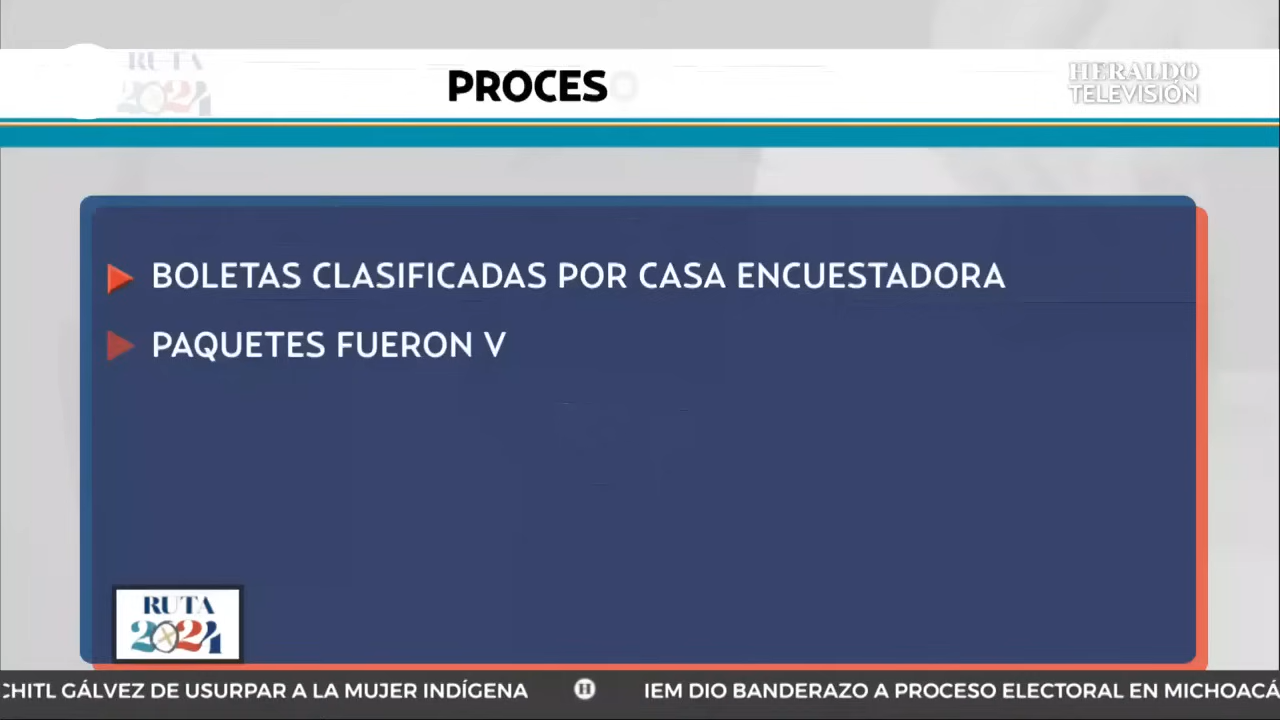 RUTA
2024
PROCESO
HERALDO
TELEVISIÓN
BOLETAS CLASIFICADAS POR CASA ENCUESTADORA
PAQUETES FUERON V
RUTA
2024
CHITL GÁLVEZ DE USURPAR A LA MUJER INDÍGENA
IEM DIO BANDERAZO A PROCESO ELECTORAL EN MICHOACÁ